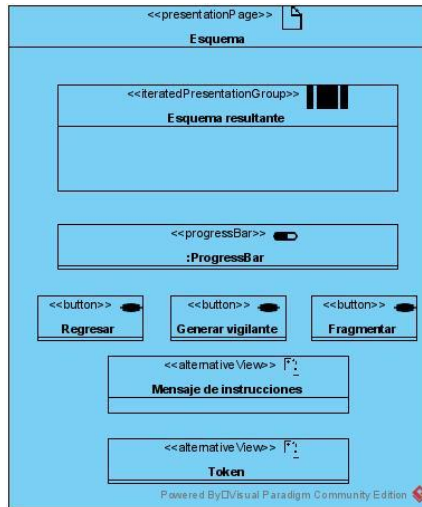 <<presentationPage>>
Esquema
<<iteratedPresentationGroup>>
Esquema resultante
<<progressBar>>
:ProgressBar
<<button>> <<button>> <<button>>
Regresar Generar vigilante Fragmentar
<<alternativeView>>
Mensaje de instrucciones
<<alternativeView>>
Token
Powered By Visual Paradigm Community Edition